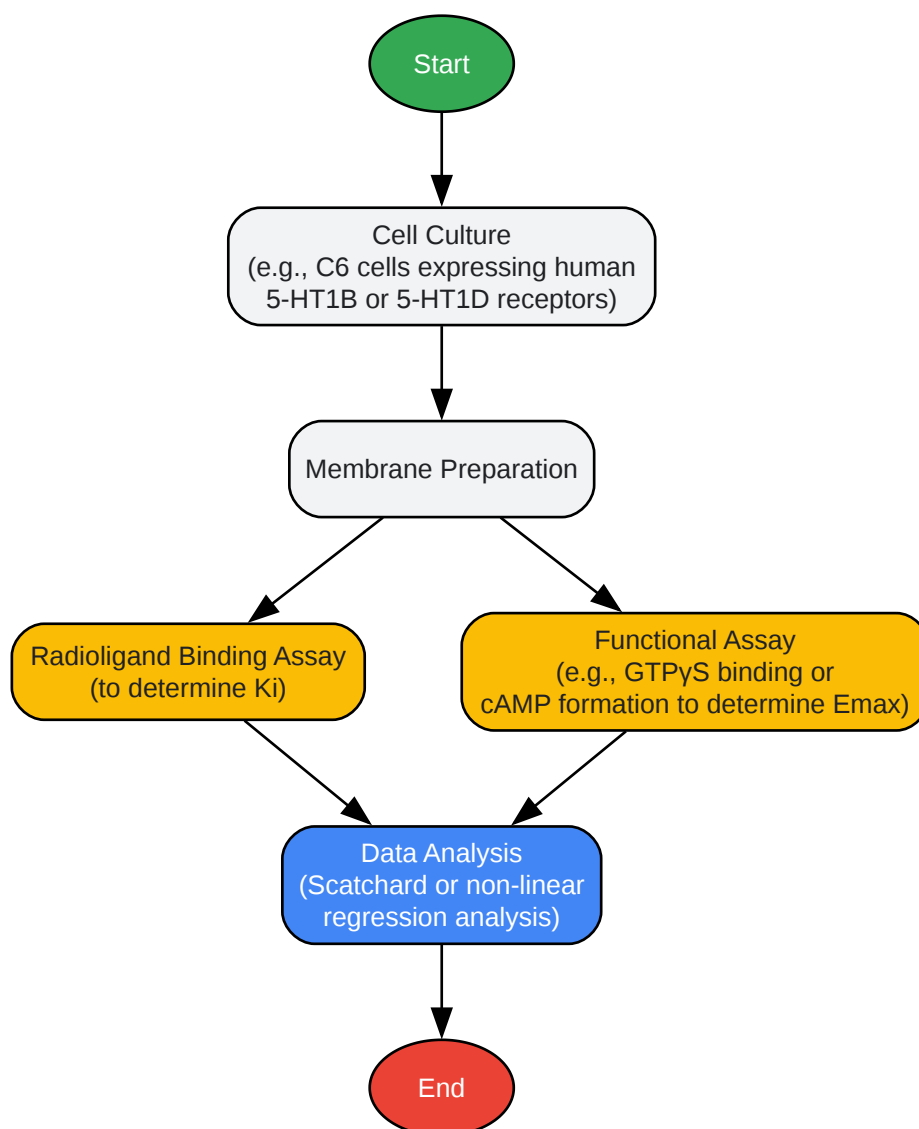 Start
Cell Culture
(e.g., C6 cells expressing human
5-HT1B or 5-HT1D receptors)
Membrane Preparation
Radioligand Binding Assay
(to determine Ki)
Functional Assay
(e.g., GTPγS binding or
cAMP formation to determine Emax)
Data Analysis
(Scatchard or non-linear
regression analysis)
End